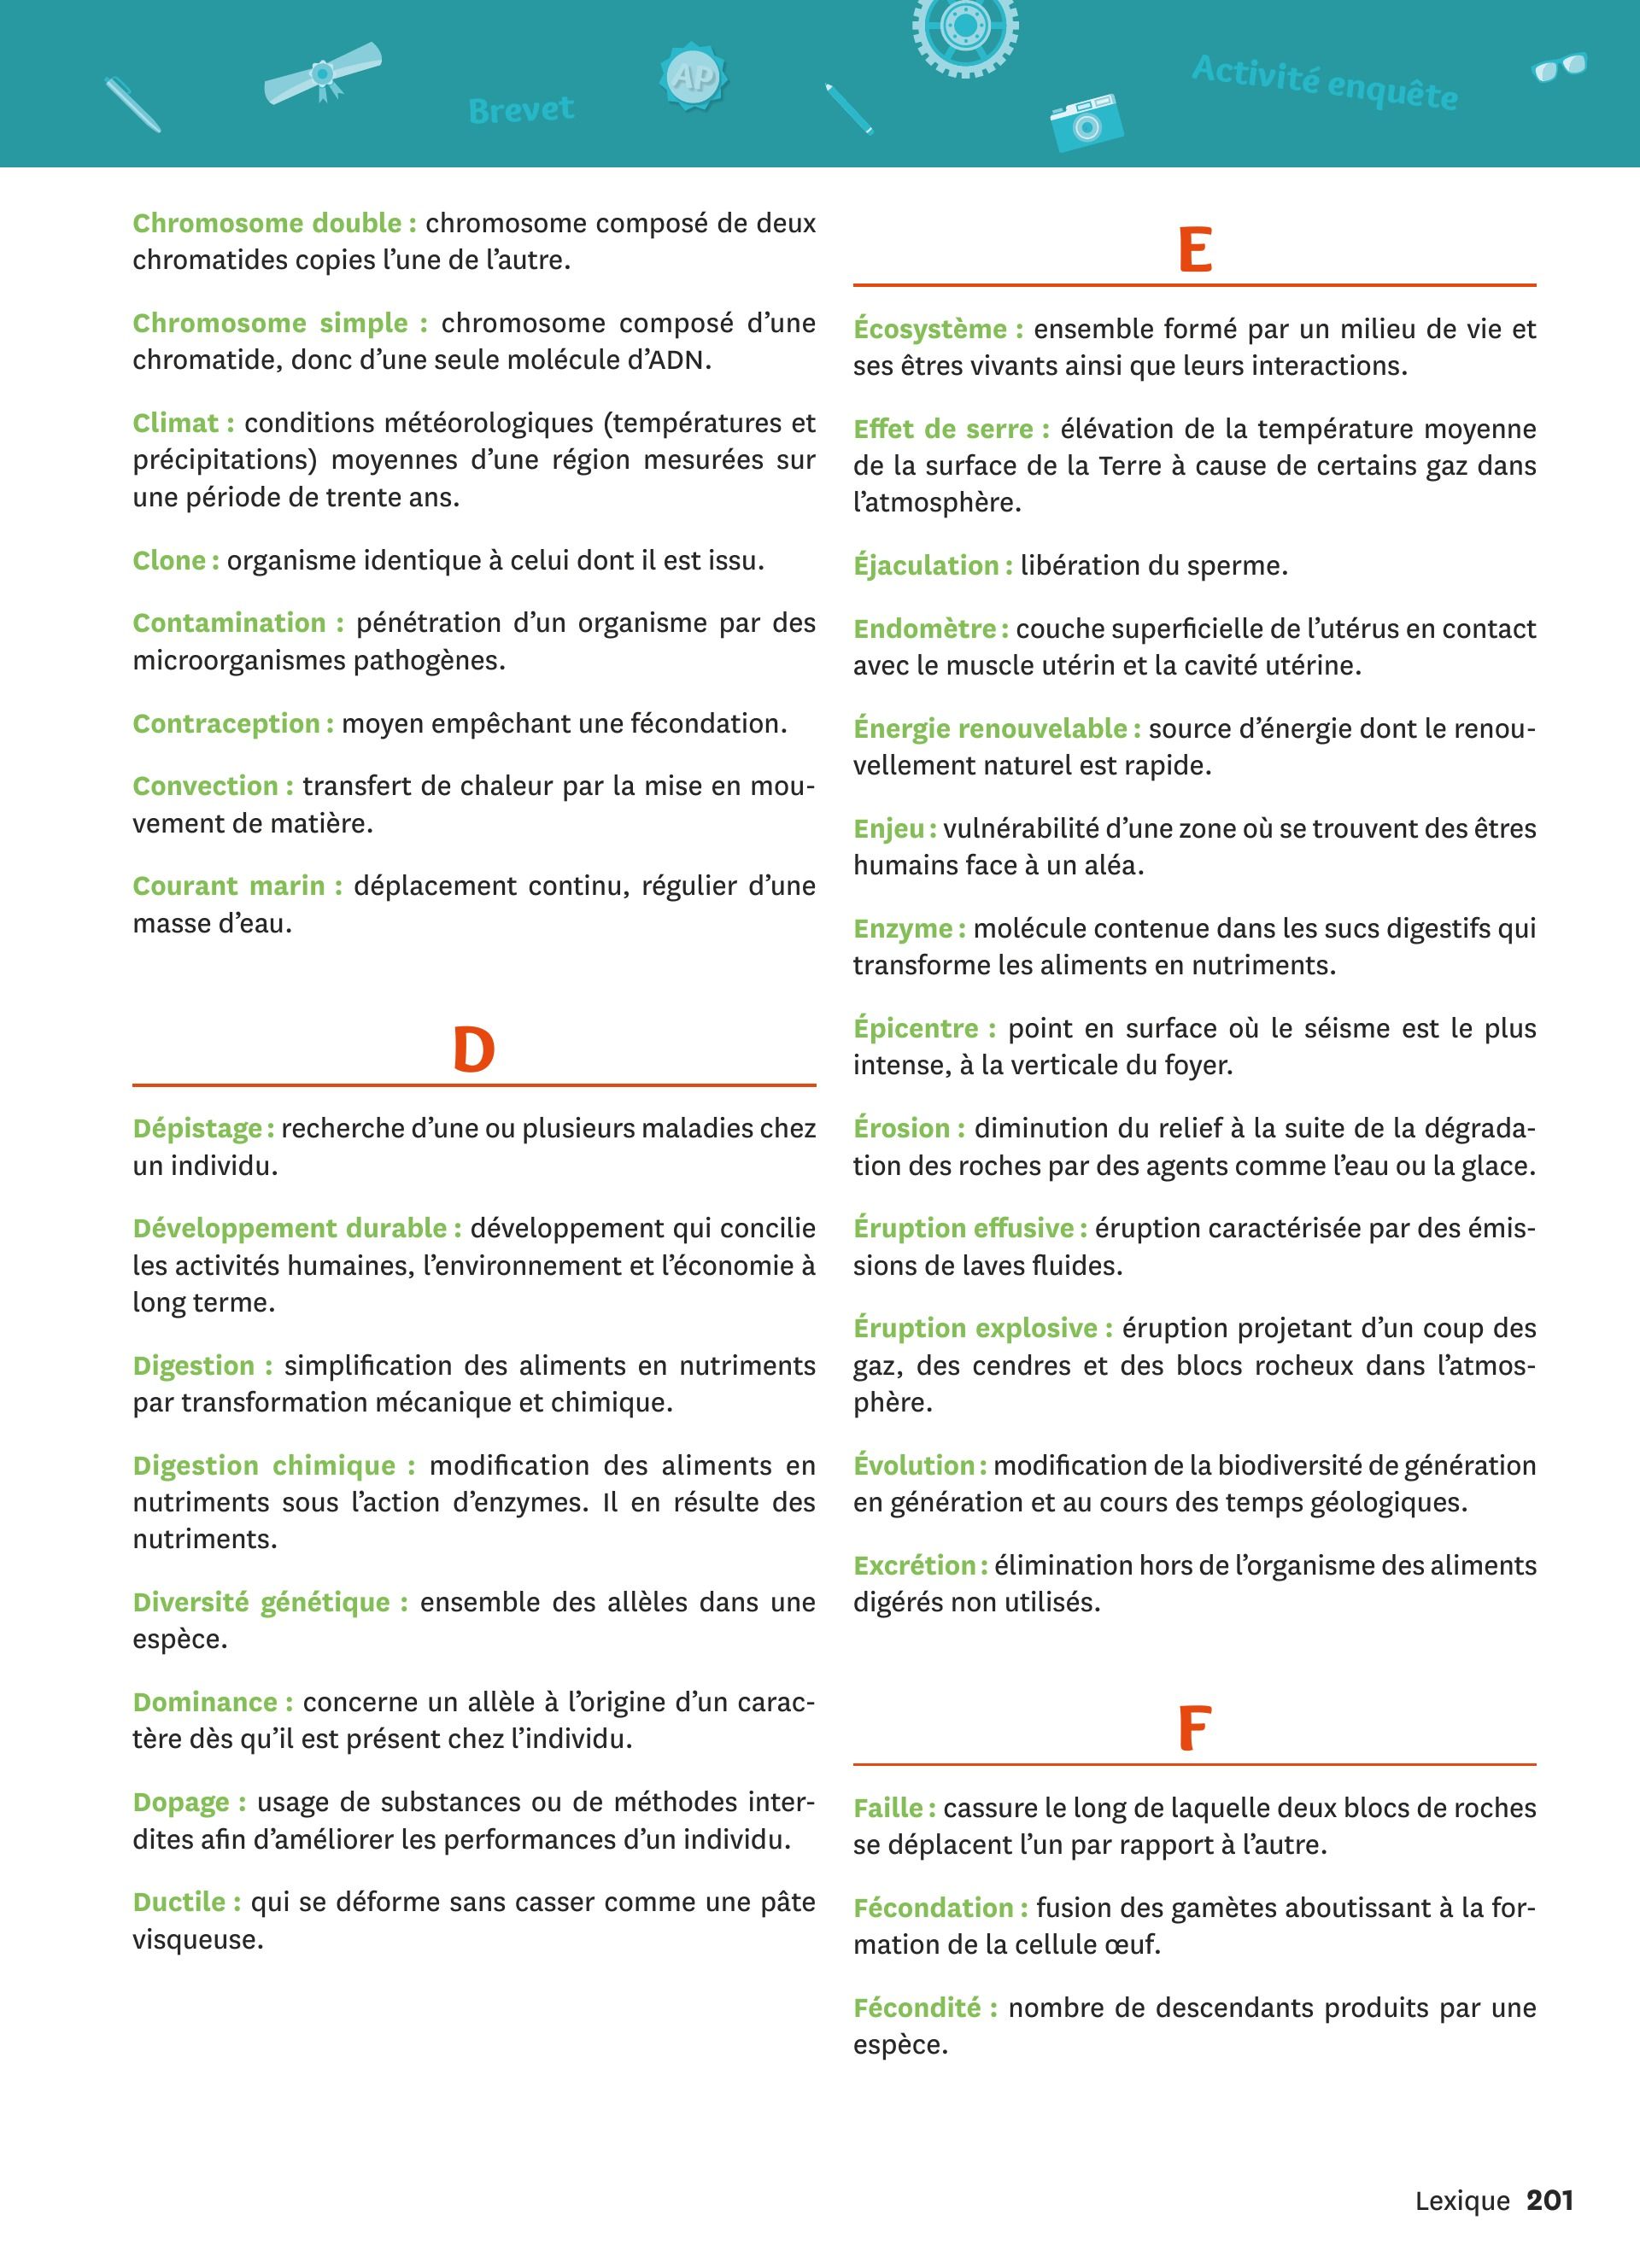 Brevet
AP
Activité enquête
Chromosome double : chromosome composé de deux
chromatides copies l’une de l’autre.
Chromosome simple : chromosome composé d’une
chromatide, donc d’une seule molécule d’ADN.
Climat : conditions météorologiques (températures et
précipitations) moyennes d’une région mesurées sur
une période de trente ans.
Clone : organisme identique à celui dont il est issu.
Contamination : pénétration d’un organisme par des
microorganismes pathogènes.
Contraception : moyen empêchant une fécondation.
Convection : transfert de chaleur par la mise en mou-
vement de matière.
Courant marin : déplacement continu, régulier d’une
masse d’eau.
D
Dépistage : recherche d’une ou plusieurs maladies chez
un individu.
Développement durable : développement qui concilie
les activités humaines, l’environnement et l’économie à
long terme.
Digestion : simplification des aliments en nutriments
par transformation mécanique et chimique.
Digestion chimique : modification des aliments en
nutriments sous l’action d’enzymes. Il en résulte des
nutriments.
Diversité génétique : ensemble des allèles dans une
espèce.
Dominance : concerne un allèle à l’origine d’un carac-
tère dès qu’il est présent chez l’individu.
Dopage : usage de substances ou de méthodes inter-
dites afin d’améliorer les performances d’un individu.
Ductile : qui se déforme sans casser comme une pâte
visqueuse.
E
Écosystème : ensemble formé par un milieu de vie et
ses êtres vivants ainsi que leurs interactions.
Effet de serre : élévation de la température moyenne
de la surface de la Terre à cause de certains gaz dans
l’atmosphère.
Éjaculation : libération du sperme.
Endomètre : couche superficielle de l’utérus en contact
avec le muscle utérin et la cavité utérine.
Énergie renouvelable : source d’énergie dont le renou-
vellement naturel est rapide.
Enjeu : vulnérabilité d’une zone où se trouvent des êtres
humains face à un aléa.
Enzyme : molécule contenue dans les sucs digestifs qui
transforme les aliments en nutriments.
Épicentre : point en surface où le séisme est le plus
intense, à la verticale du foyer.
Érosion : diminution du relief à la suite de la dégrada-
tion des roches par des agents comme l’eau ou la glace.
Éruption effusive : éruption caractérisée par des émis-
sions de laves fluides.
Éruption explosive : éruption projetant d’un coup des
gaz, des cendres et des blocs rocheux dans l’atmos-
phère.
Évolution : modification de la biodiversité de génération
en génération et au cours des temps géologiques.
Excrétion : élimination hors de l’organisme des aliments
digérés non utilisés.
F
Faille : cassure le long de laquelle deux blocs de roches
se déplacent l’un par rapport à l’autre.
Fécondation : fusion des gamètes aboutissant à la for-
mation de la cellule œuf.
Fécondité : nombre de descendants produits par une
espèce.
Lexique 201